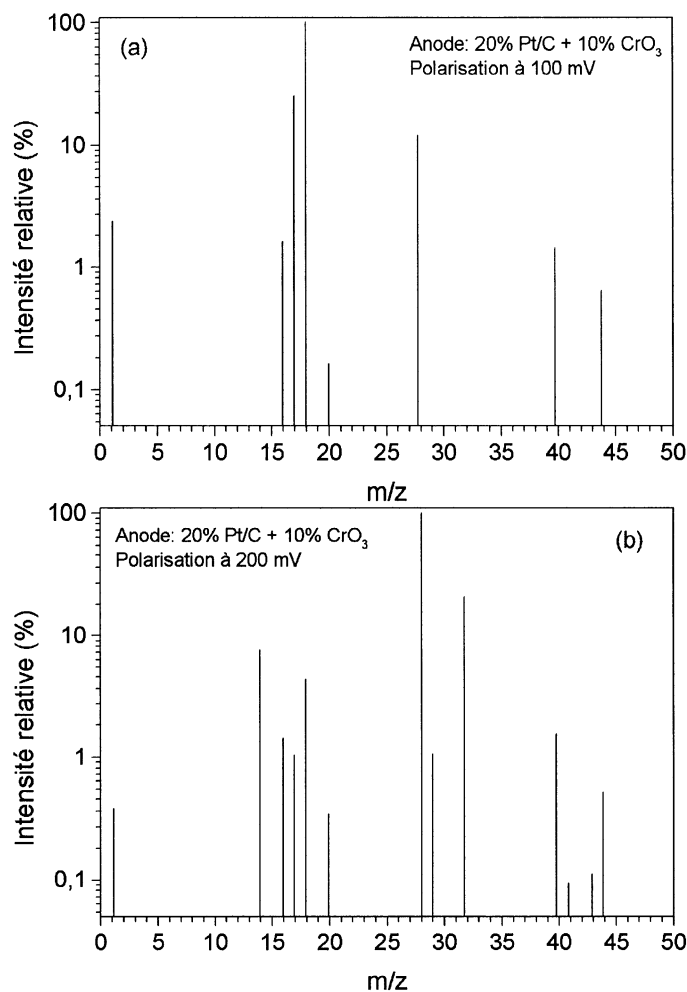 (a)
Anode: 20% Pt/C + 10% CrO₃
Polarisation à 100 mV
Intensité relative (%)
100
10
1
0,1
0 5 10 15 20 25 30 35 40 45 50
m/z
Anode: 20% Pt/C + 10% CrO₃
Polarisation à 200 mV
(b)
Intensité relative (%)
100
10
1
0,1
0 5 10 15 20 25 30 35 40 45 50
m/z